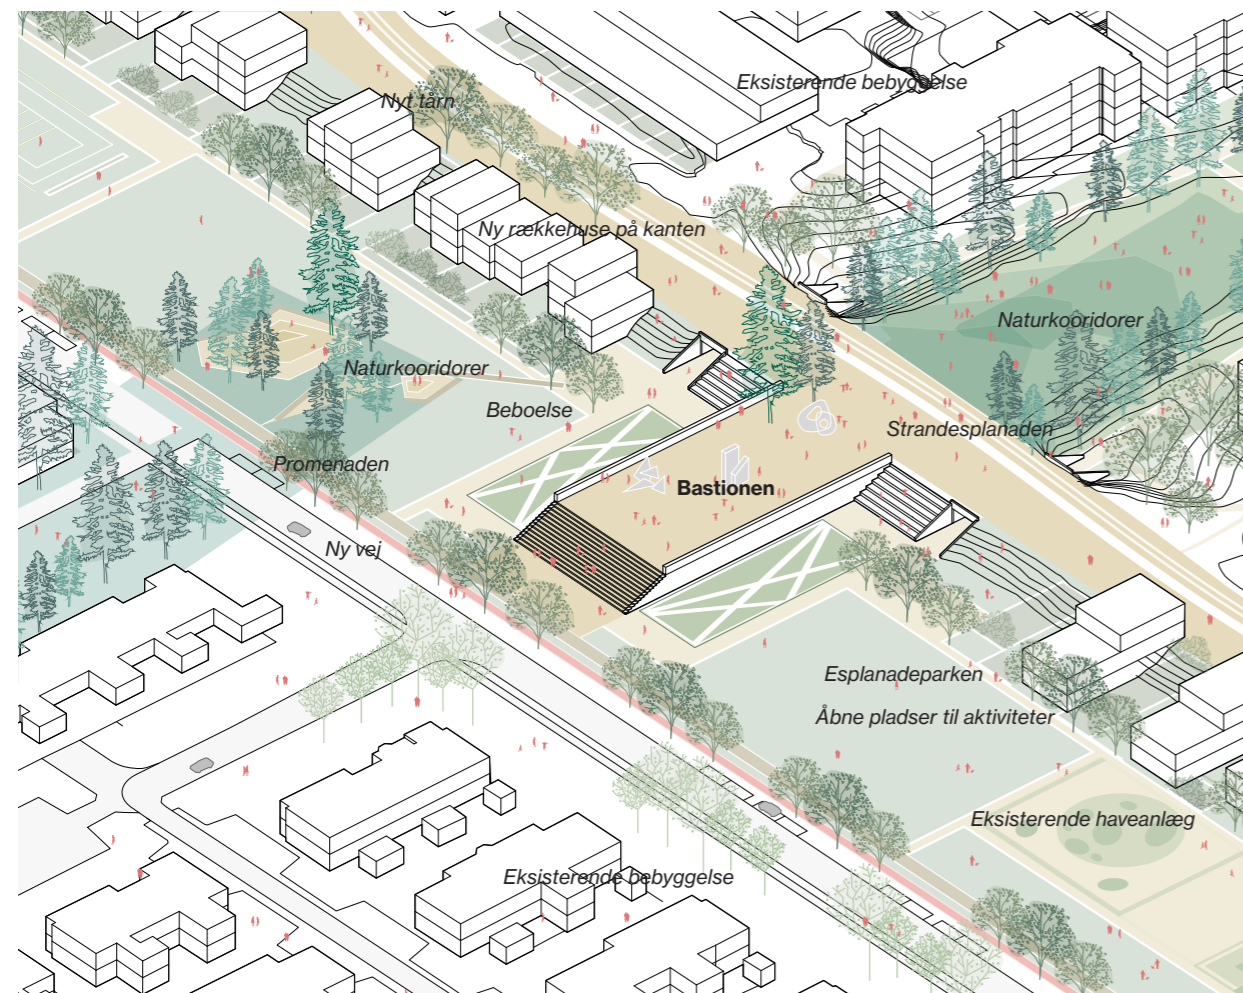 Eksisterende bebyggelse
Nyt tårn
Ny rækkehuse på kanten
Naturkooridorer
Naturkooridorer
Beboelse
Strandesplanaden
Promenaden
Bastionen
Ny vej
Esplanadeparken
Åbne pladser til aktiviteter
Eksisterende haveanlæg
Eksisterende bebyggelse